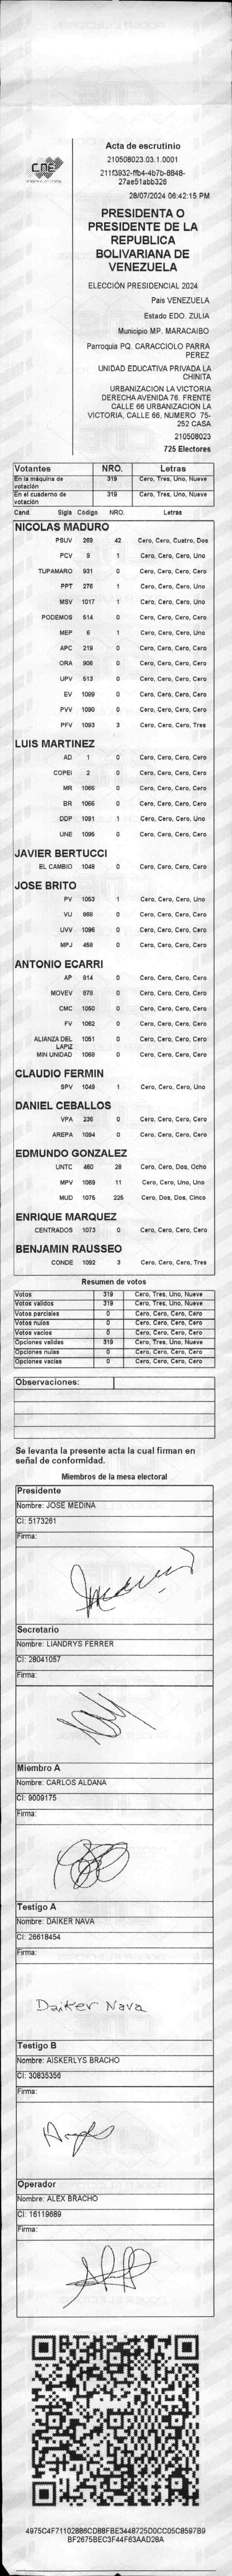 CNE
Acta de escrutinio
210508023.03.1.0001
211f3932-ffb4-4b7b-8848-
27ae51abb326
28/07/2024 06:42:15 PM
PRESIDENTA O
PRESIDENTE DE LA
REPUBLICA
BOLIVARIANA DE
VENEZUELA
ELECCIÓN PRESIDENCIAL 2024
País VENEZUELA
Estado EDO. ZULIA
Municipio MP. MARACAIBO
Parroquia PQ. CARACCIOLO PARRA
PEREZ
UNIDAD EDUCATIVA PRIVADA LA
CHINITA
URBANIZACION LA VICTORIA
DERECHA AVENIDA 76. FRENTE
CALLE 66 URBANIZACION LA
VICTORIA, CALLE 66, NUMERO 75-
252 CASA
210508023
725 Electores
Votantes NRO. Letras
En la máquina de votación 319 Cero, Tres, Uno, Nueve
En el cuaderno de votación 319 Cero, Tres, Uno, Nueve
Cand. Sigla Código NRO. Letras
NICOLAS MADURO
PSUV 269 42 Cero, Cero, Cuatro, Dos
PCV 9 1 Cero, Cero, Cero, Uno
TUPAMARO 931 0 Cero, Cero, Cero, Cero
PPT 276 1 Cero, Cero, Cero, Uno
MSV 1017 1 Cero, Cero, Cero, Uno
PODEMOS 514 0 Cero, Cero, Cero, Cero
MEP 6 1 Cero, Cero, Cero, Uno
APC 219 0 Cero, Cero, Cero, Cero
ORA 906 0 Cero, Cero, Cero, Cero
UPV 513 0 Cero, Cero, Cero, Cero
EV 1089 0 Cero, Cero, Cero, Cero
PVV 1090 0 Cero, Cero, Cero, Cero
PFV 1093 3 Cero, Cero, Cero, Tres
LUIS MARTINEZ
AD 1 0 Cero, Cero, Cero, Cero
COPEI 2 0 Cero, Cero, Cero, Cero
MR 1065 0 Cero, Cero, Cero, Cero
BR 1066 0 Cero, Cero, Cero, Cero
DDP 1091 1 Cero, Cero, Cero, Uno
UNE 1095 0 Cero, Cero, Cero, Cero
JAVIER BERTUCCI
EL CAMBIO 1048 0 Cero, Cero, Cero, Cero
JOSE BRITO
PV 1053 1 Cero, Cero, Cero, Uno
VU 868 0 Cero, Cero, Cero, Cero
UVV 1096 0 Cero, Cero, Cero, Cero
MPJ 458 0 Cero, Cero, Cero, Cero
ANTONIO ECARRI
AP 914 0 Cero, Cero, Cero, Cero
MOVEV 878 0 Cero, Cero, Cero, Cero
CMC 1050 0 Cero, Cero, Cero, Cero
FV 1062 0 Cero, Cero, Cero, Cero
ALIANZA DEL LAPIZ 1051 0 Cero, Cero, Cero, Cero
MIN UNIDAD 1068 0 Cero, Cero, Cero, Cero
CLAUDIO FERMIN
SPV 1049 1 Cero, Cero, Cero, Uno
DANIEL CEBALLOS
VPA 236 0 Cero, Cero, Cero, Cero
AREPA 1094 0 Cero, Cero, Cero, Cero
EDMUNDO GONZALEZ
UNTC 460 28 Cero, Cero, Dos, Ocho
MPV 1069 11 Cero, Cero, Uno, Uno
MUD 1075 225 Cero, Dos, Dos, Cinco
ENRIQUE MARQUEZ
CENTRADOS 1073 0 Cero, Cero, Cero, Cero
BENJAMIN RAUSSEO
CONDE 1092 3 Cero, Cero, Cero, Tres
Resumen de votos
Votos 319 Cero, Tres, Uno, Nueve
Votos validos 319 Cero, Tres, Uno, Nueve
Votos parciales 0 Cero, Cero, Cero, Cero
Votos nulos 0 Cero, Cero, Cero, Cero
Votos vacios 0 Cero, Cero, Cero, Cero
Opciones validas 319 Cero, Tres, Uno, Nueve
Opciones nulas 0 Cero, Cero, Cero, Cero
Opciones vacias 0 Cero, Cero, Cero, Cero
Observaciones:
Se levanta la presente acta la cual firman en
señal de conformidad.
Miembros de la mesa electoral
Presidente
Nombre: JOSE MEDINA
CI: 5173261
Firma:
Secretario
Nombre: LIANDRYS FERRER
CI: 28041057
Firma:
Miembro A
Nombre: CARLOS ALDANA
CI: 9009175
Firma:
Testigo A
Nombre: DAIKER NAVA
CI: 26618454
Firma:
Daiker Nava
Testigo B
Nombre: AISKERLYS BRACHO
CI: 30835356
Firma:
Operador
Nombre: ALEX BRACHO
CI: 16119689
Firma:
4975C4F71102886CD88FBE3448725D0CC05C8597B9
BF2675BEC3F44F63AAD28A